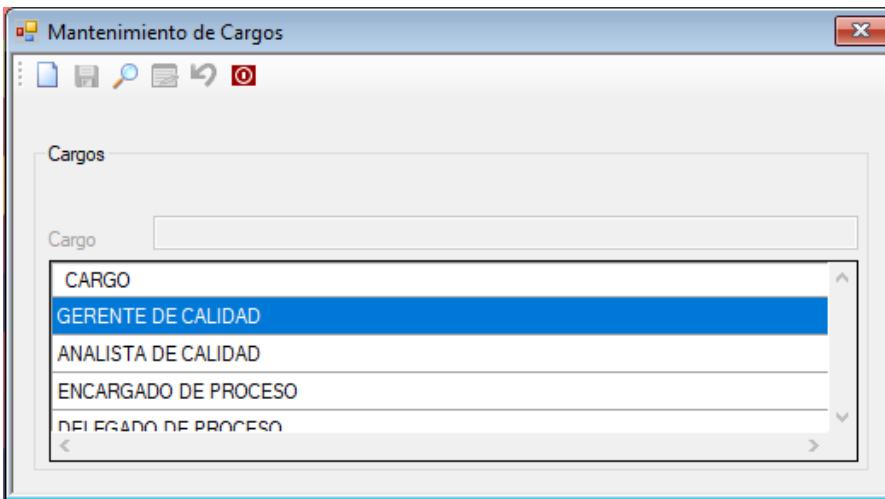 Mantenimiento de Cargos
Cargos
Cargo
CARGO
GERENTE DE CALIDAD
ANALISTA DE CALIDAD
ENCARGADO DE PROCESO
DELEGADO DE PROCESO